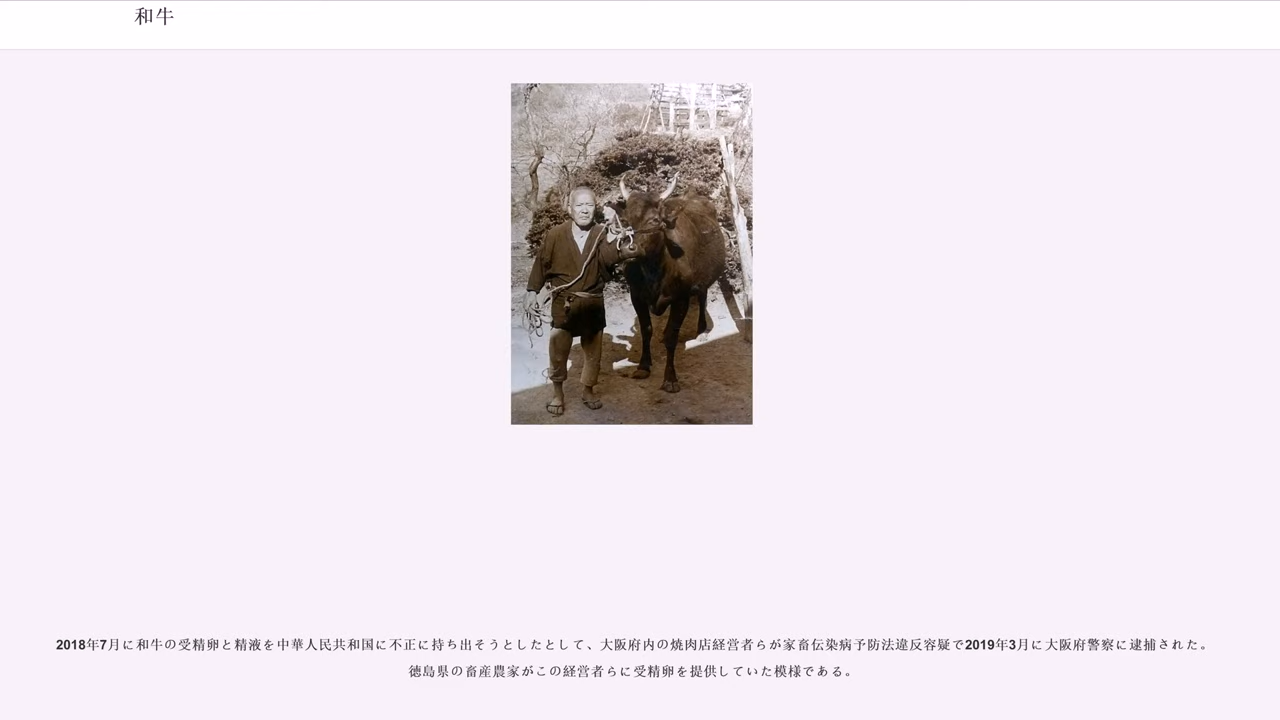 和牛
2018年7月に和牛の受精卵と精液を中華人民共和国に不正に持ち出そうとしたとして、大阪府内の焼肉店経営者らが家畜伝染病予防法違反容疑で2019年3月に大阪府警察に逮捕された。
徳島県の畜産農家がこの経営者らに受精卵を提供していた模様である。